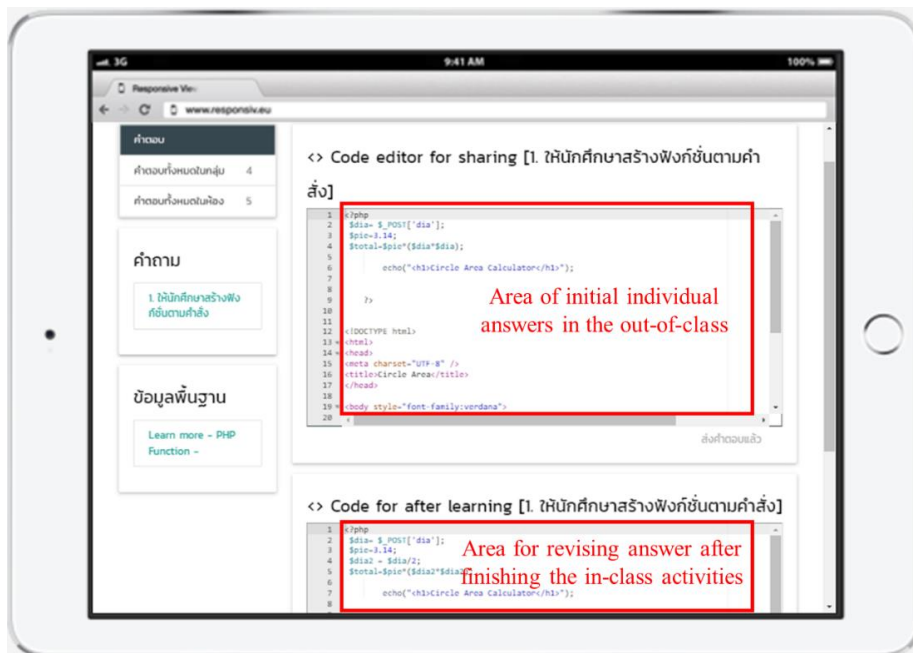 3G 9:41 AM 100%
Responsive View
www.responsiv.eu
คำตอบ
คำตอบทั้งหมดในกลุ่ม 4
คำตอบทั้งหมดในห้อง 5
คำถาม
1. ให้นักศึกษาสร้างฟัง
ก์ชั่นตามคำสั่ง
ข้อมูลพื้นฐาน
Learn more - PHP
Function -
<> Code editor for sharing [1. ให้นักศึกษาสร้างฟังก์ชั่นตามคำ
สั่ง]
1 <?php
2 $dia= $_POST['dia'];
3 $pie=3.14;
4 $total=$pie*($dia*$dia);
5
6 echo("<h1>Circle Area Calculator</h1>");
7
8
9 ?>
10
11
12 <!DOCTYPE html>
13 <html>
14 <head>
15 <meta charset="UTF-8" />
16 <title>Circle Area</title>
17 </head>
18
19 <body style="font-family:verdana">
20
Area of initial individual
answers in the out-of-class
ส่งคำตอบแล้ว
<> Code for after learning [1. ให้นักศึกษาสร้างฟังก์ชั่นตามคำสั่ง]
1 <?php
2 $dia= $_POST['dia'];
3 $pie=3.14;
4 $dia2 = $dia/2;
5 $total=$pie*($dia2*$dia2
6
7 echo("<h1>Circle Area Calculator</h1>");
8
Area for revising answer after
finishing the in-class activities